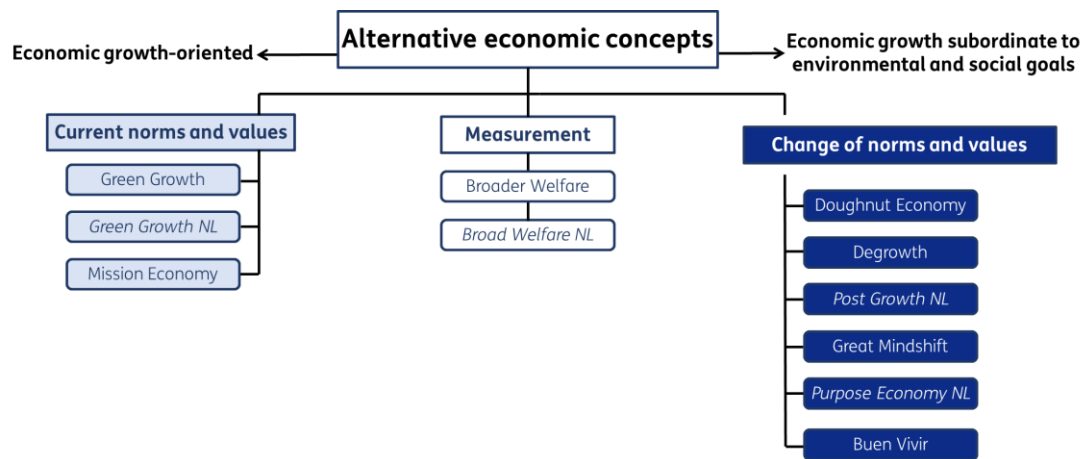 Alternative economic concepts
Economic growth-oriented
Economic growth subordinate to
environmental and social goals
Current norms and values
Green Growth
Green Growth NL
Mission Economy
Measurement
Broader Welfare
Broad Welfare NL
Change of norms and values
Doughnut Economy
Degrowth
Post Growth NL
Great Mindshift
Purpose Economy NL
Buen Vivir